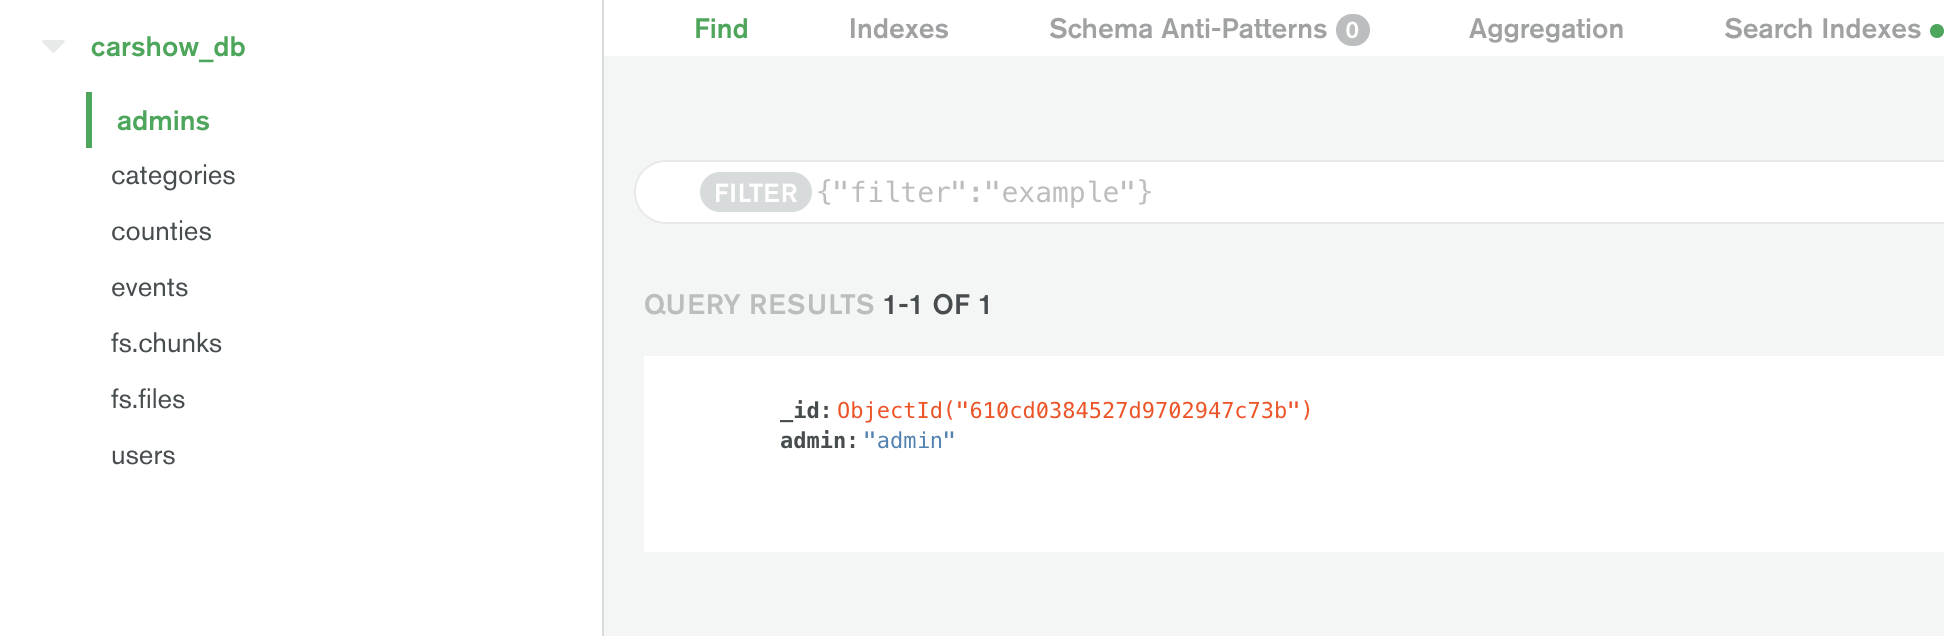 carshow_db
admins
categories
counties
events
fs.chunks
fs.files
users
Find Indexes Schema Anti-Patterns 0 Aggregation Search Indexes
FILTER {"filter":"example"}
QUERY RESULTS 1-1 OF 1
_id: ObjectId("610cd0384527d9702947c73b")
admin: "admin"